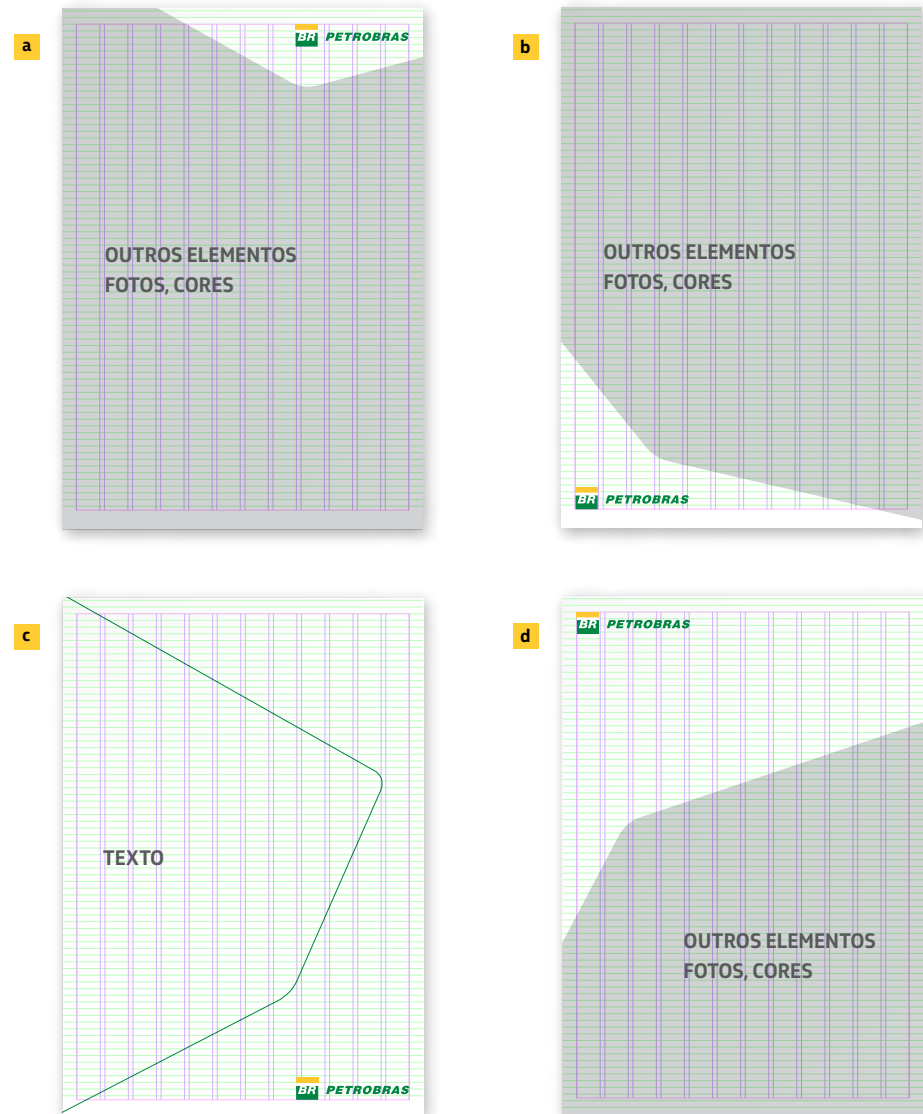 a
BR PETROBRAS
OUTROS ELEMENTOS
FOTOS, CORES
b
OUTROS ELEMENTOS
FOTOS, CORES
BR PETROBRAS
c
TEXTO
BR PETROBRAS
d
BR PETROBRAS
OUTROS ELEMENTOS
FOTOS, CORES